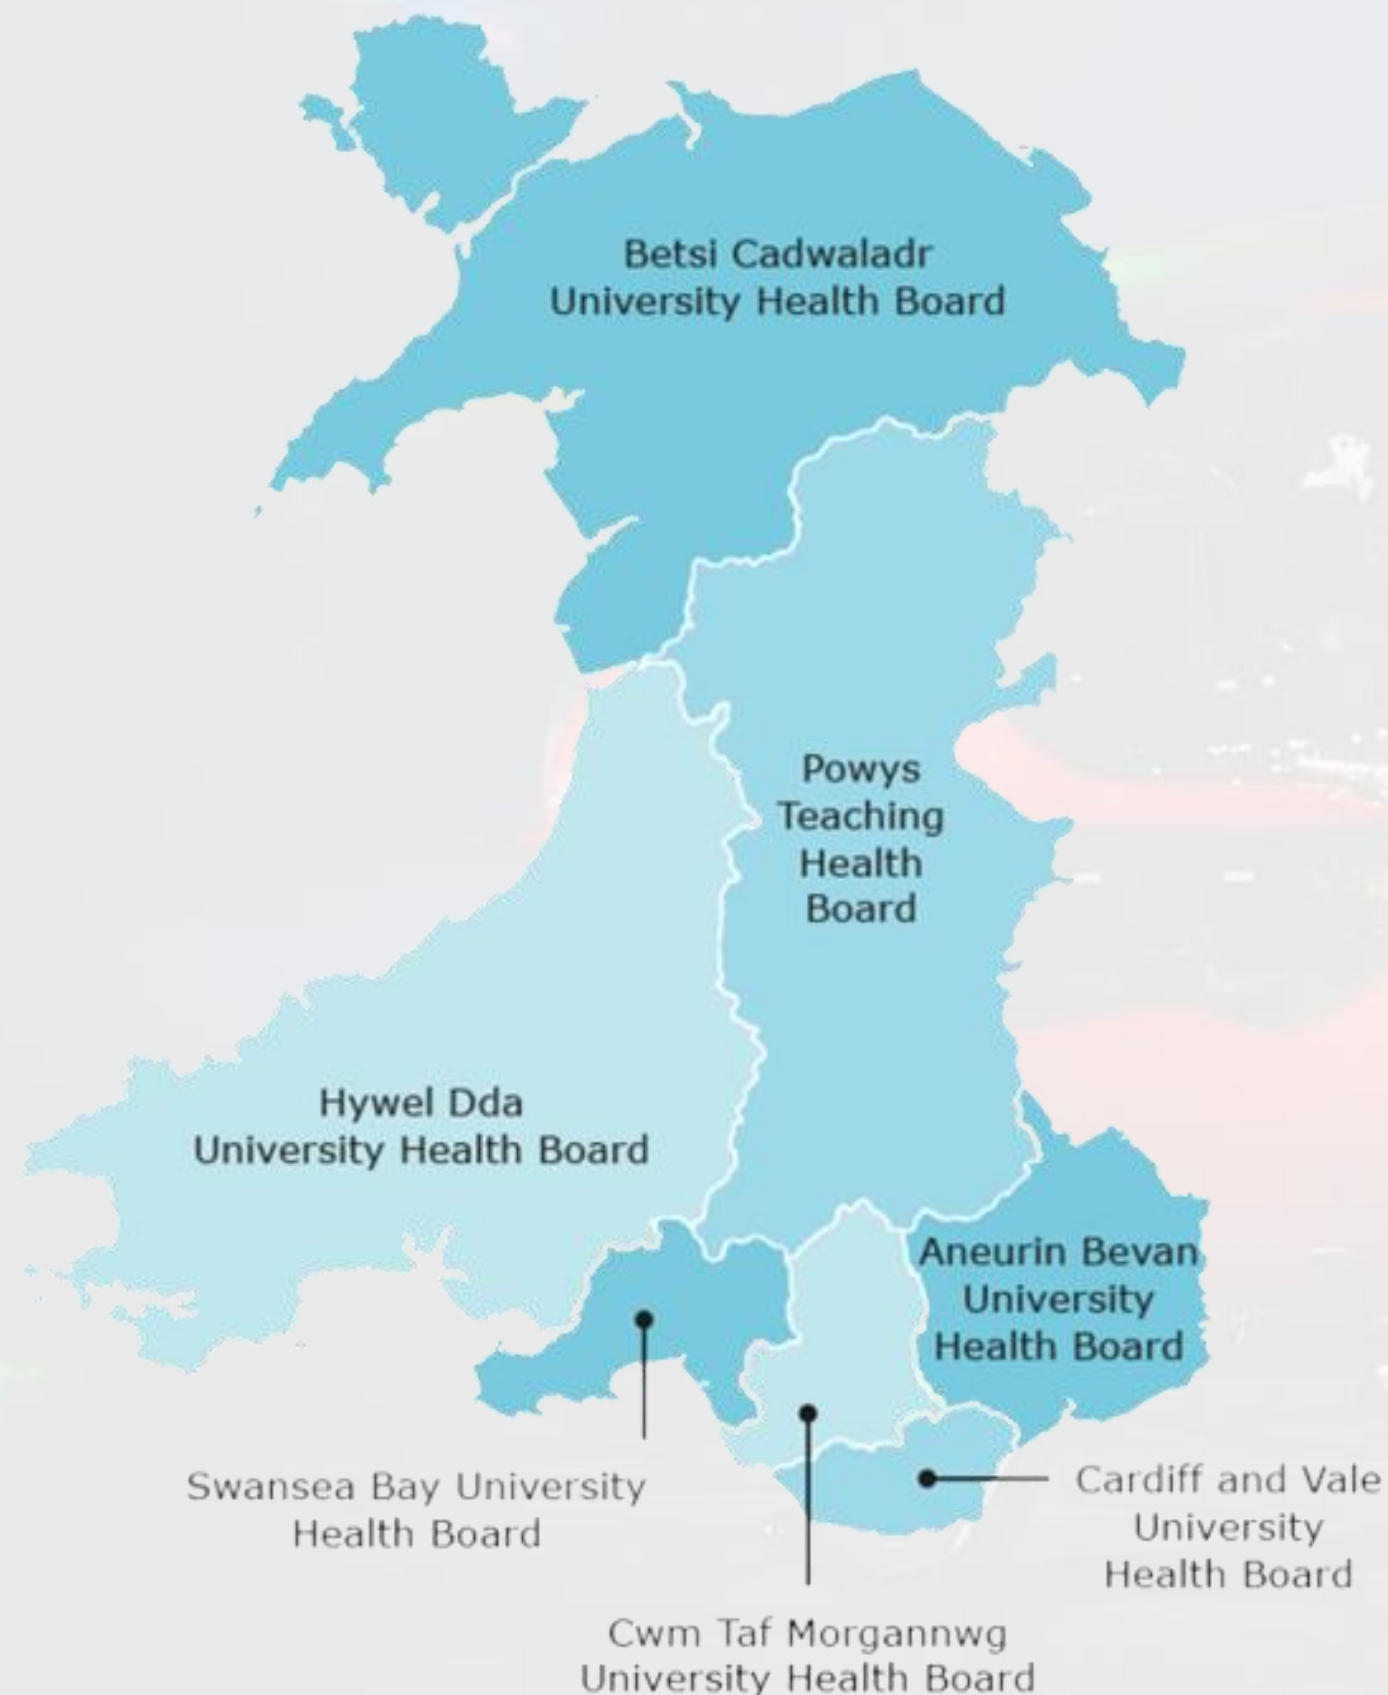 Betsi Cadwaladr
University Health Board
Powys
Teaching
Health
Board
Hywel Dda
University Health Board
Aneurin Bevan
University
Health Board
Swansea Bay University
Health Board
Cardiff and Vale
University
Health Board
Cwm Taf Morgannwg
University Health Board